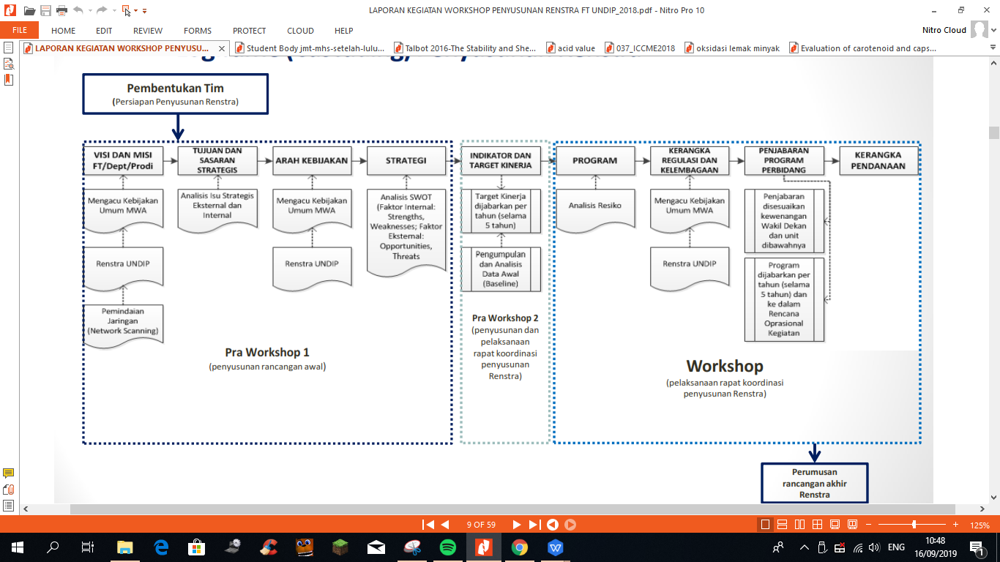 LAPORAN KEGIATAN WORKSHOP PENYUSUNAN RENSTRA FT UNDIP_2018.pdf - Nitro Pro 10
FILE HOME EDIT REVIEW FORMS PROTECT CLOUD HELP
Nitro Cloud
LAPORAN KEGIATAN WORKSHOP PENYUSU...
Student Body jmt-mhs-setelah-lulu...
Talbot 2016-The Stability and She...
acid value
037_ICCME2018
oksidasi lemak minyak
Evaluation of carotenoid and caps...
Pembentukan Tim
(Persiapan Penyusunan Renstra)
VISI DAN MISI
FT/Dept/Prodi
TUJUAN DAN
SASARAN
STRATEGIS
ARAH KEBIJAKAN
STRATEGI
INDIKATOR DAN
TARGET KINERJA
PROGRAM
KERANGKA
REGULASI DAN
KELEMBAGAAN
PENJABARAN
PROGRAM
PERBIDANG
KERANGKA
PENDANAAN
Mengacu Kebijakan
Umum MWA
Renstra UNDIP
Pemindaian
Jaringan
(Network Scanning)
Analisis Isu Strategis
Eksternal dan
Internal
Mengacu Kebijakan
Umum MWA
Renstra UNDIP
Analisis SWOT
(Faktor Internal:
Strengths,
Weaknesses; Faktor
Eksternal:
Opportunities,
Threats
Pra Workshop 1
(penyusunan rancangan awal)
Target Kinerja
dijabarkan per
tahun (selama
5 tahun)
Pengumpulan
dan Analisis
Data Awal
(Baseline)
Pra Workshop 2
(penyusunan dan
pelaksanaan
rapat koordinasi
penyusunan
Renstra)
Analisis Resiko
Mengacu Kebijakan
Umum MWA
Renstra UNDIP
Penjabaran
disesuaikan
kewenangan
Wakil Dekan
dan unit
dibawahnya
Program
dijabarkan per
tahun (selama
5 tahun) dan
ke dalam
Rencana
Oprasional
Kegiatan
Workshop
(pelaksanaan rapat koordinasi
penyusunan Renstra)
Perumusan
rancangan akhir
Renstra
9 OF 59
125%
ENG
10:48
16/09/2019
1